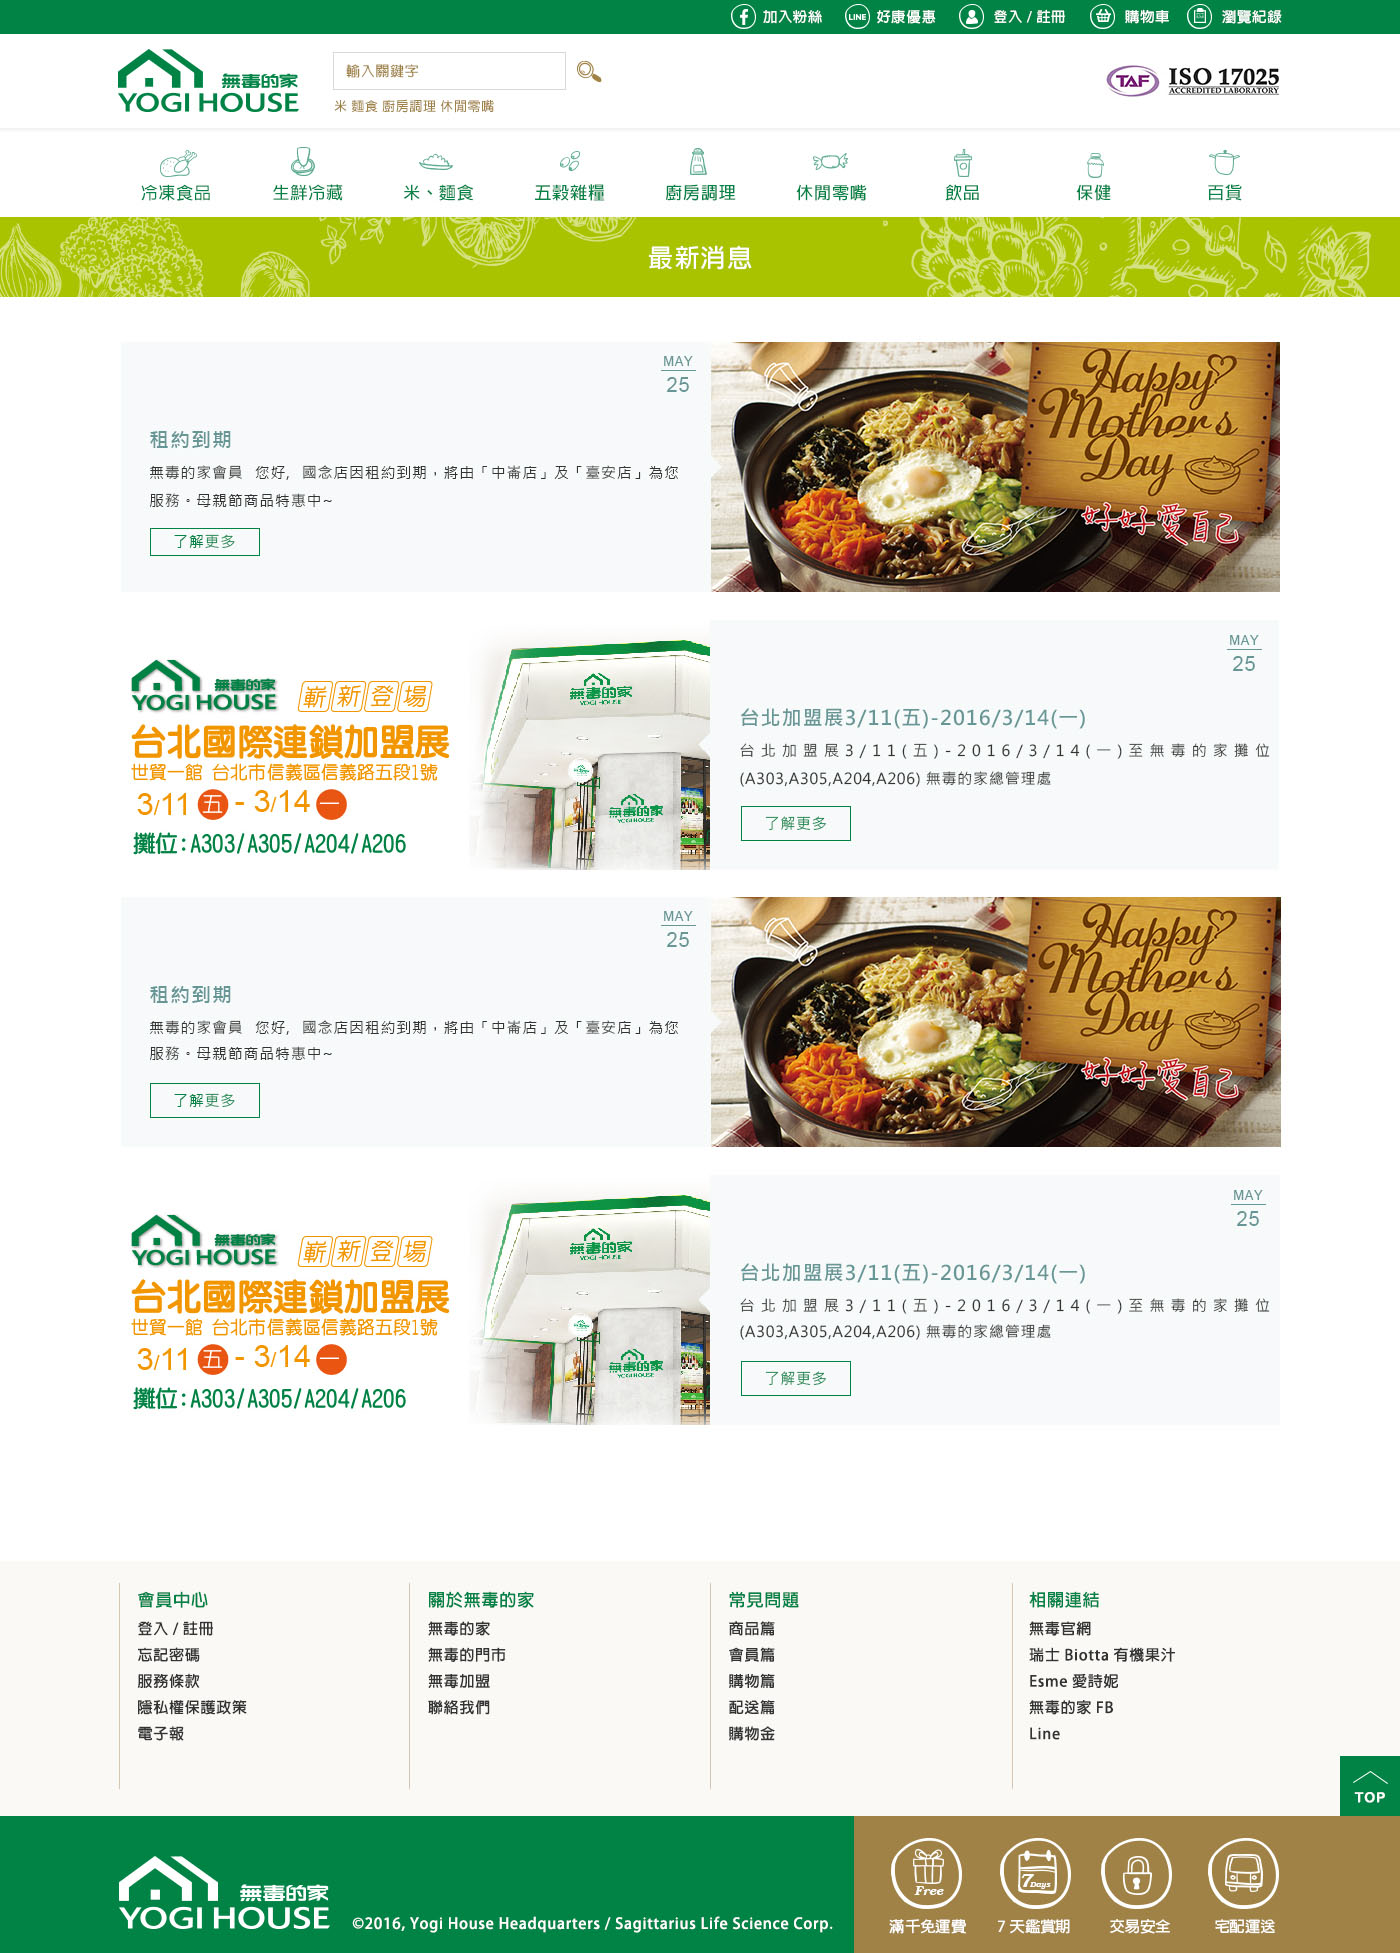 加入粉絲 LINE 好康優惠 登入 / 註冊 購物車 瀏覽紀錄
無毒的家
YOGI HOUSE
輸入關鍵字
米 麵食 廚房調理 休閒零嘴
TAF ISO 17025
ACCREDITED LABORATORY
冷凍食品 生鮮冷藏 米、麵食 五穀雜糧 廚房調理 休閒零嘴 飲品 保健 百貨
最新消息
MAY
25
租約到期
無毒的家會員 您好, 國念店因租約到期，將由「中崙店」及「臺安店」為您
服務。母親節商品特惠中~
了解更多
Happy
Mother's
Day
好好愛自己
無毒的家
YOGI HOUSE
嶄新登場
台北國際連鎖加盟展
世貿一館 台北市信義區信義路五段1號
3/11 五 - 3/14 一
攤位:A303/A305/A204/A206
無毒的家
YOGI HOUSE
無毒的家
YOGI HOUSE
MAY
25
台北加盟展3/11(五)-2016/3/14(一)
台北加盟展3/11(五)-2016/3/14(一)至無毒的家攤位
(A303,A305,A204,A206) 無毒的家總管理處
了解更多
MAY
25
租約到期
無毒的家會員 您好, 國念店因租約到期，將由「中崙店」及「臺安店」為您
服務。母親節商品特惠中~
了解更多
Happy
Mother's
Day
好好愛自己
無毒的家
YOGI HOUSE
嶄新登場
台北國際連鎖加盟展
世貿一館 台北市信義區信義路五段1號
3/11 五 - 3/14 一
攤位:A303/A305/A204/A206
無毒的家
YOGI HOUSE
無毒的家
YOGI HOUSE
MAY
25
台北加盟展3/11(五)-2016/3/14(一)
台北加盟展3/11(五)-2016/3/14(一)至無毒的家攤位
(A303,A305,A204,A206) 無毒的家總管理處
了解更多
會員中心
登入 / 註冊
忘記密碼
服務條款
隱私權保護政策
電子報
關於無毒的家
無毒的家
無毒的門市
無毒加盟
聯絡我們
常見問題
商品篇
會員篇
購物篇
配送篇
購物金
相關連結
無毒官網
瑞士 Biotta 有機果汁
Esme 愛詩妮
無毒的家 FB
Line
TOP
無毒的家
YOGI HOUSE
©2016, Yogi House Headquarters / Sagittarius Life Science Corp.
Free
滿千免運費
7Days
7 天鑑賞期
交易安全
宅配運送